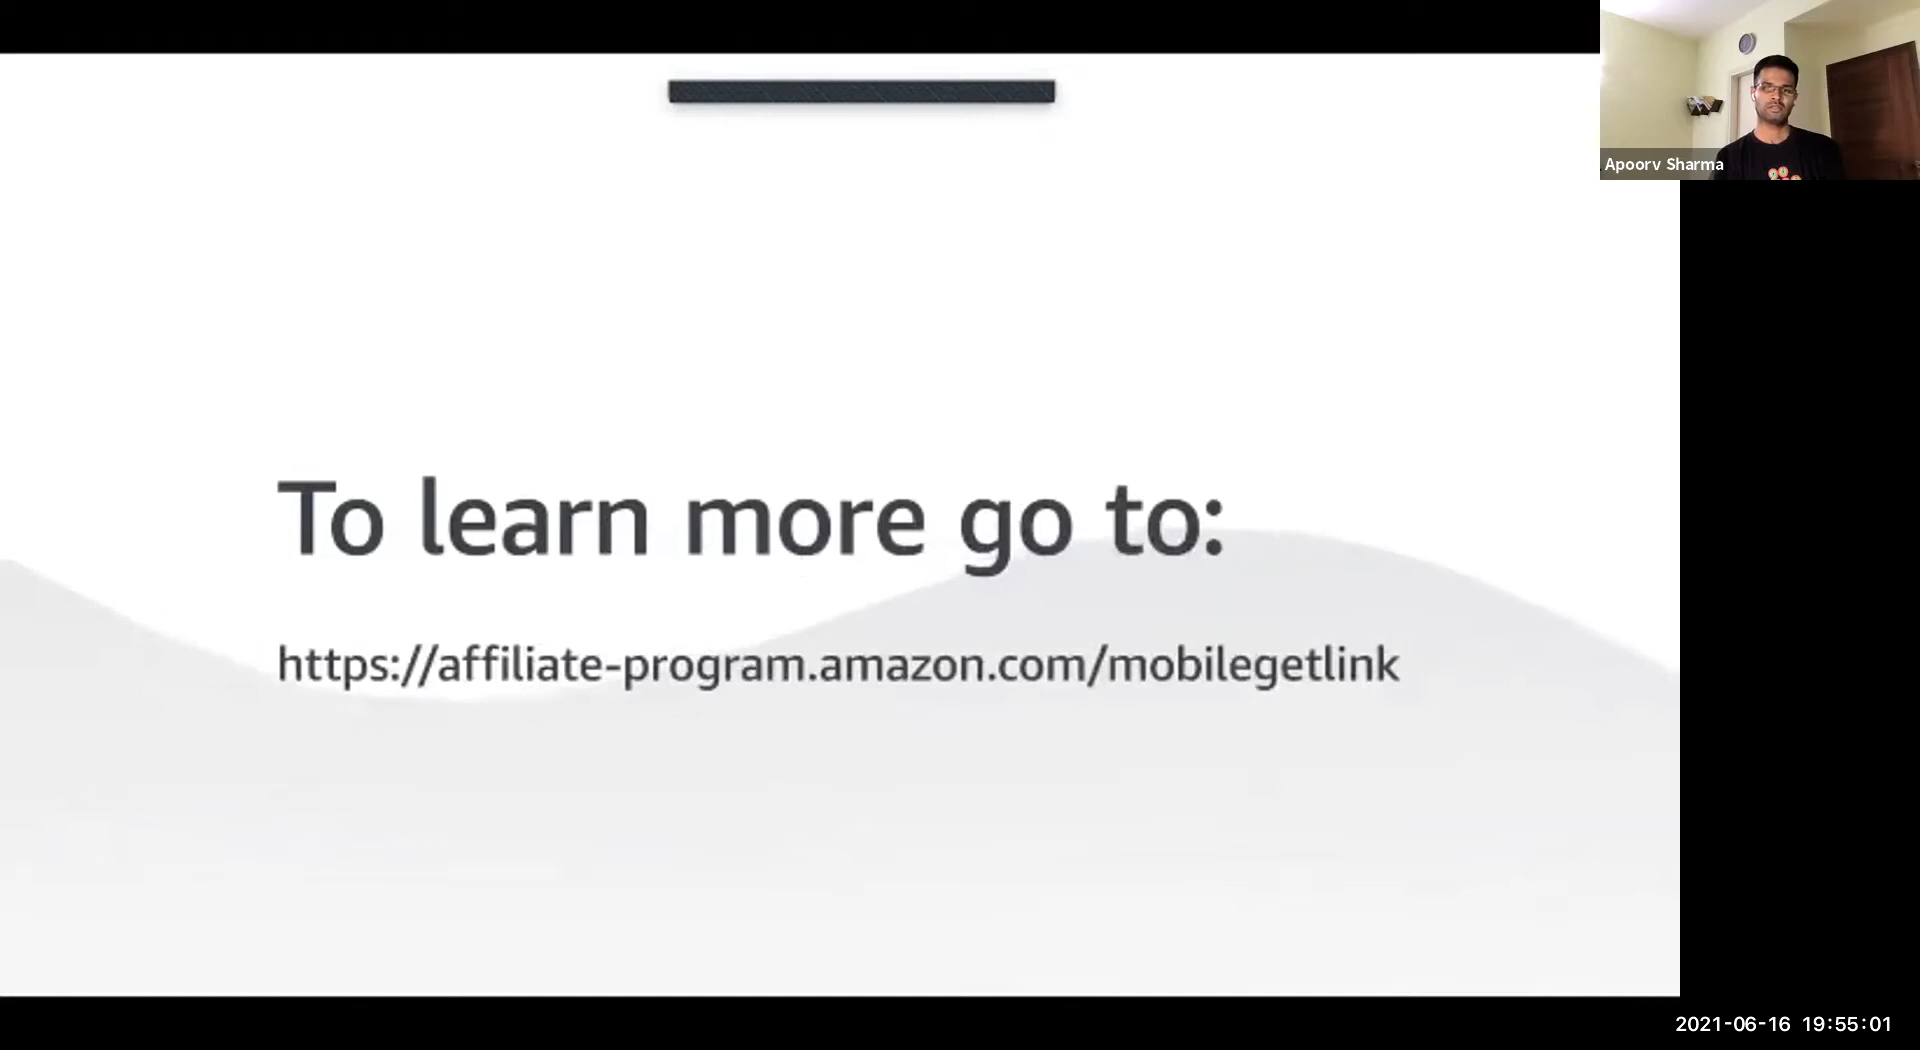 Apoorv Sharma
To learn more go to:
https://affiliate-program.amazon.com/mobilegetlink
2021-06-16 19:55:01